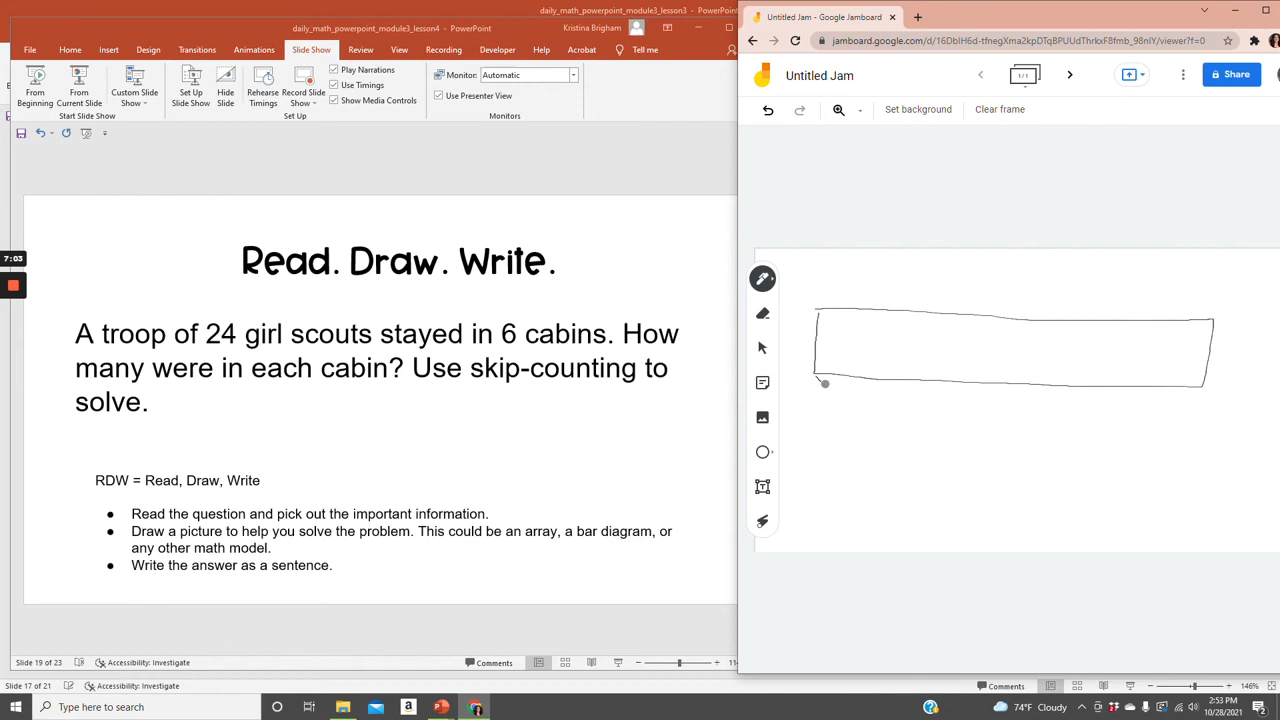 daily_math_powerpoint_module3_lesson3 - PowerPoint
daily_math_powerpoint_module3_lesson4 - PowerPoint
Kristina Brigham
File Home Insert Design Transitions Animations Slide Show Review View Recording Developer Help Acrobat Tell me
From Beginning
From Current Slide
Custom Slide Show
Set Up Slide Show
Hide Slide
Rehearse Timings
Record Slide Show
Play Narrations
Use Timings
Show Media Controls
Monitor: Automatic
Use Presenter View
Start Slide Show
Set Up
Monitors
Read. Draw. Write.
7:03
A troop of 24 girl scouts stayed in 6 cabins. How
many were in each cabin? Use skip-counting to
solve.
RDW = Read, Draw, Write
● Read the question and pick out the important information.
● Draw a picture to help you solve the problem. This could be an array, a bar diagram, or
any other math model.
● Write the answer as a sentence.
Slide 19 of 23 Accessibility: Investigate Comments
Slide 17 of 21 Accessibility: Investigate
Untitled Jam - Google Jamboard
Untitled Jam
1/1
Share
Set background
Clear frame
Comments
146%
Type here to search
74°F Cloudy
2:53 PM
10/28/2021